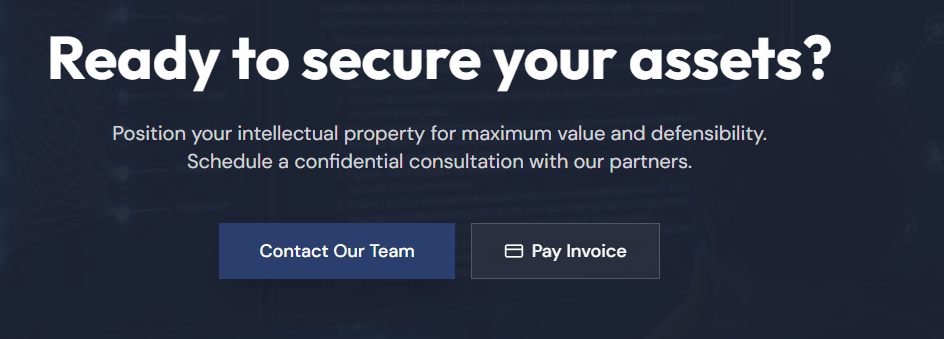 Ready to secure your assets?
Position your intellectual property for maximum value and defensibility.
Schedule a confidential consultation with our partners.
Contact Our Team
Pay Invoice